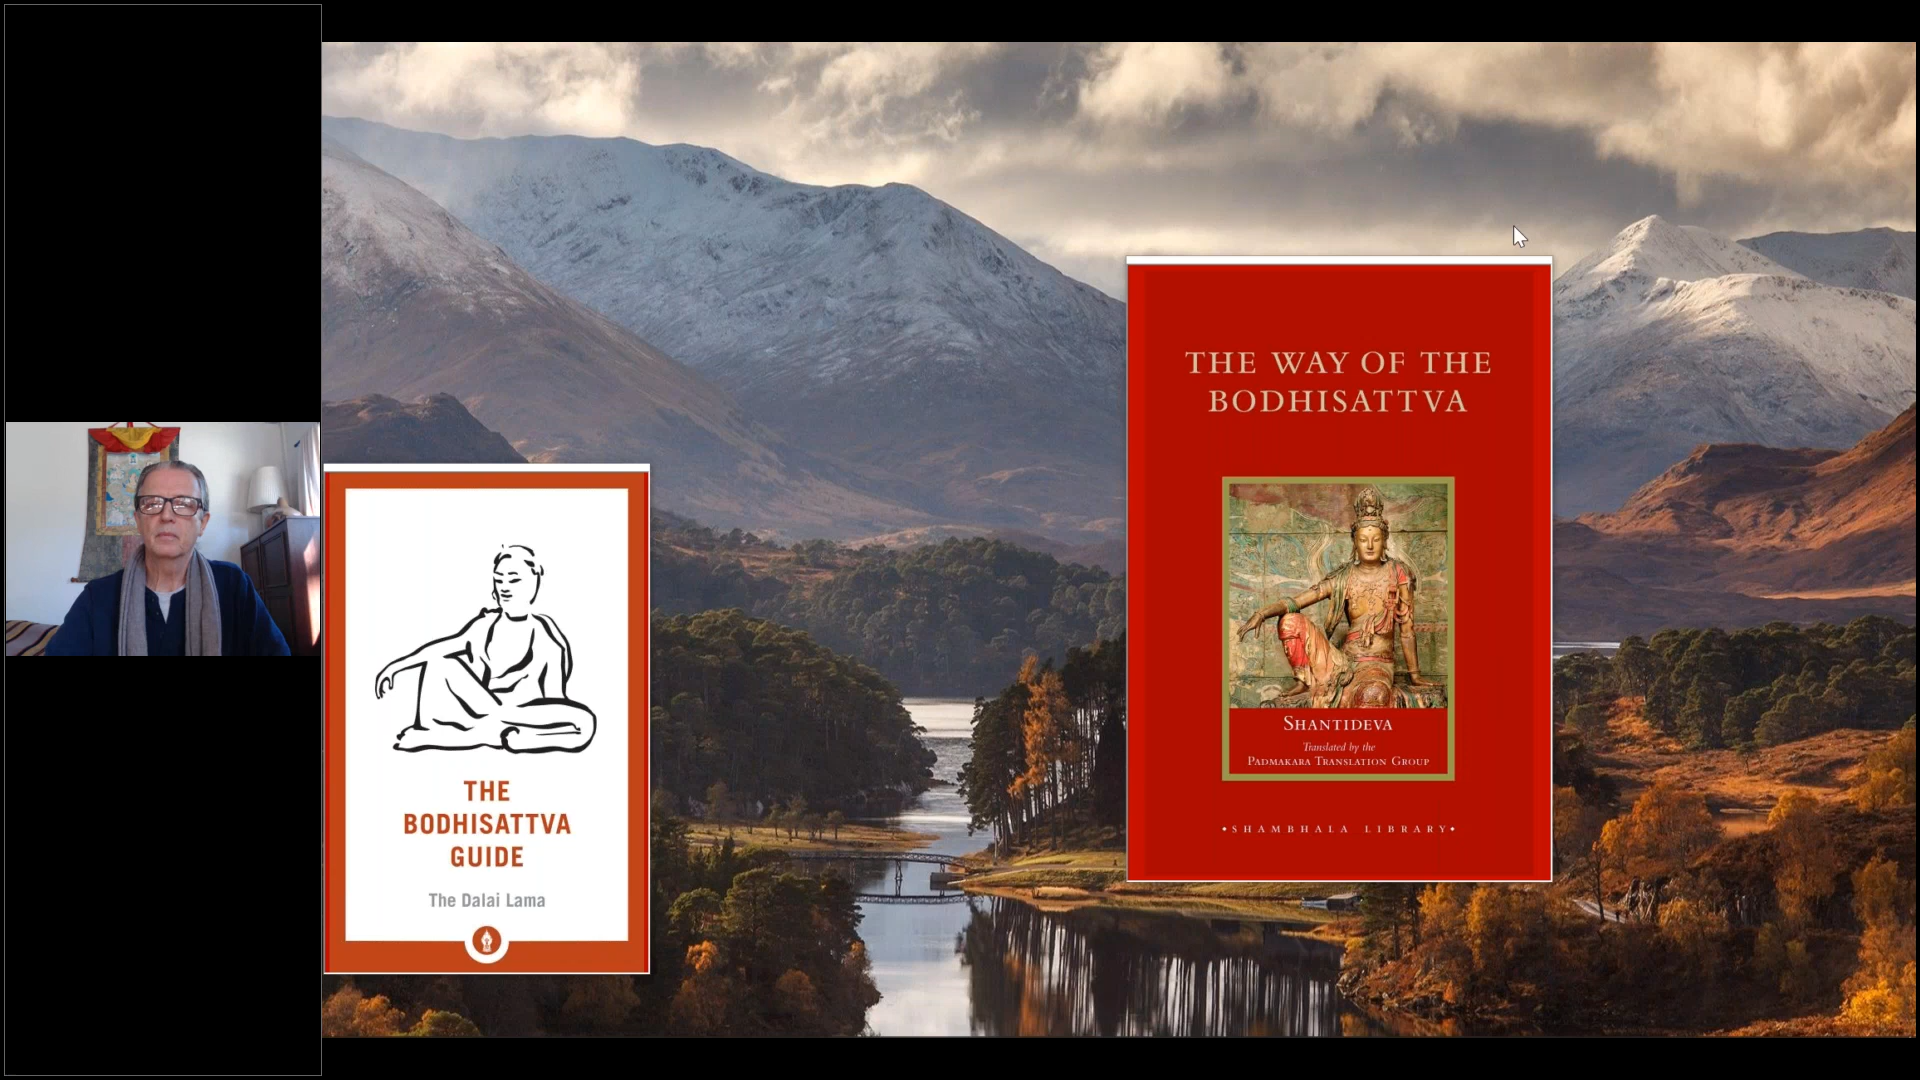 THE
BODHISATTVA
GUIDE
The Dalai Lama
THE WAY OF THE
BODHISATTVA
SHANTIDEVA
Translated by the
PADMAKARA TRANSLATION GROUP
•SHAMBHALA LIBRARY•